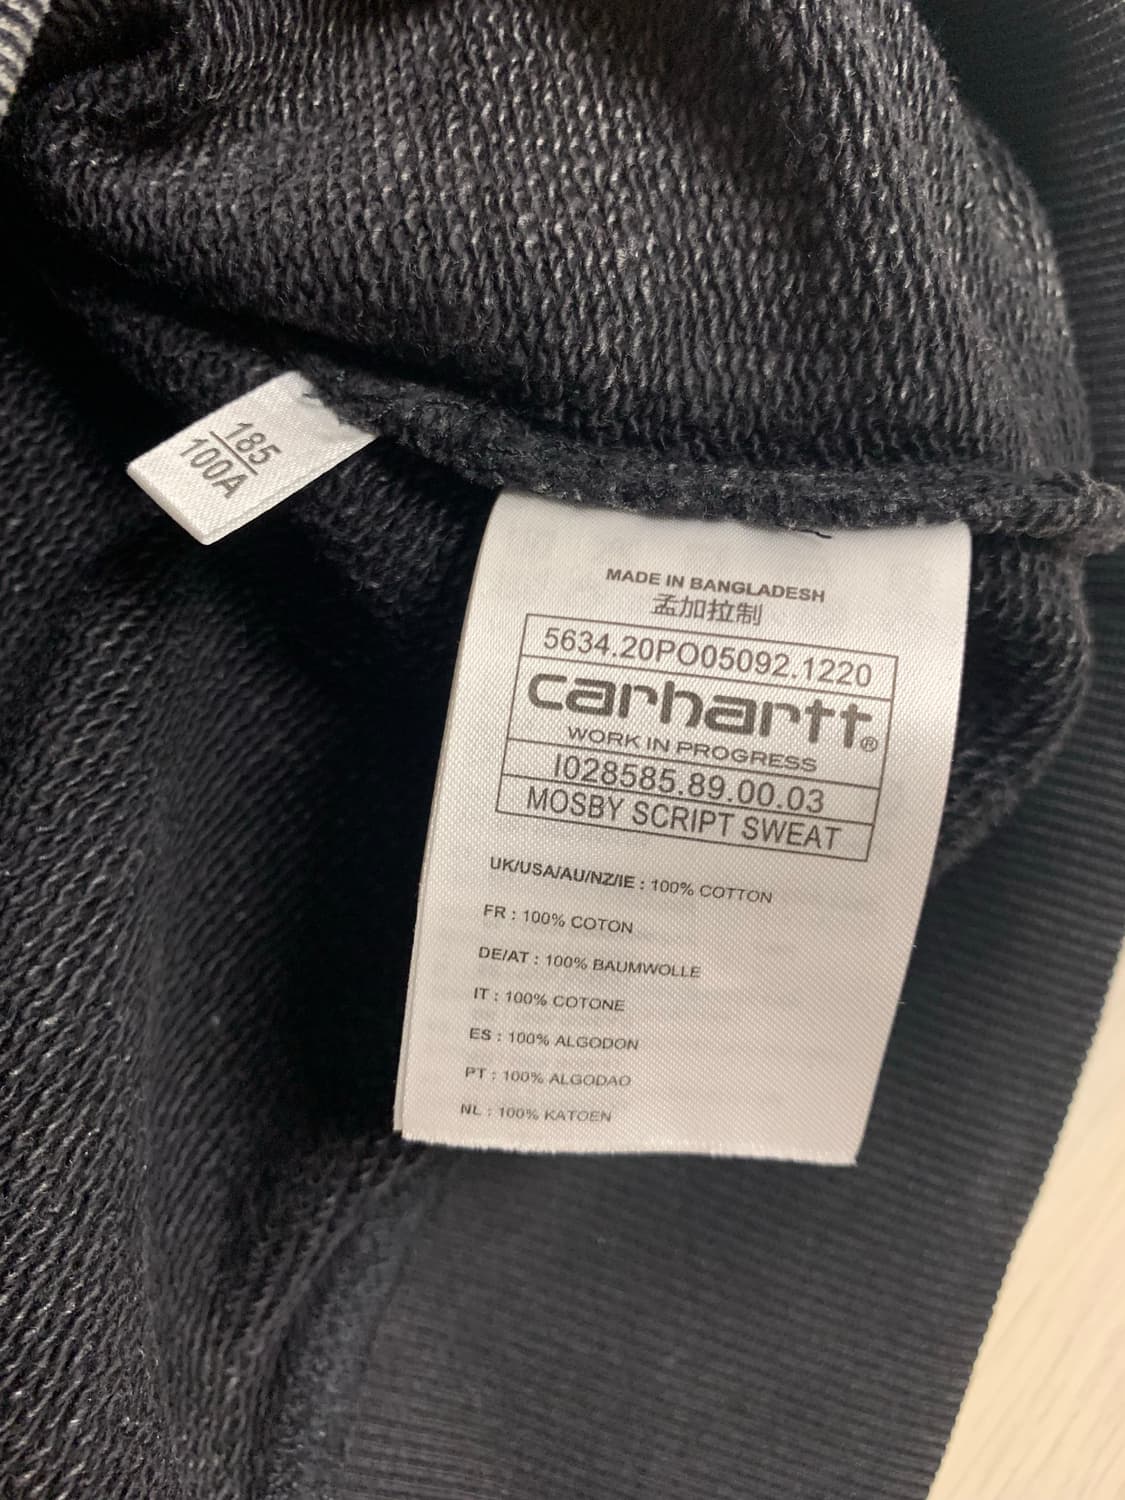 185
100A
MADE IN BANGLADESH
孟加拉制
5634.20PO05092.1220
carhartt®
WORK IN PROGRESS
I028585.89.00.03
MOSBY SCRIPT SWEAT
UK/USA/AU/NZ/IE : 100% COTTON
FR : 100% COTON
DE/AT : 100% BAUMWOLLE
IT : 100% COTONE
ES : 100% ALGODON
PT : 100% ALGODAO
NL : 100% KATOEN